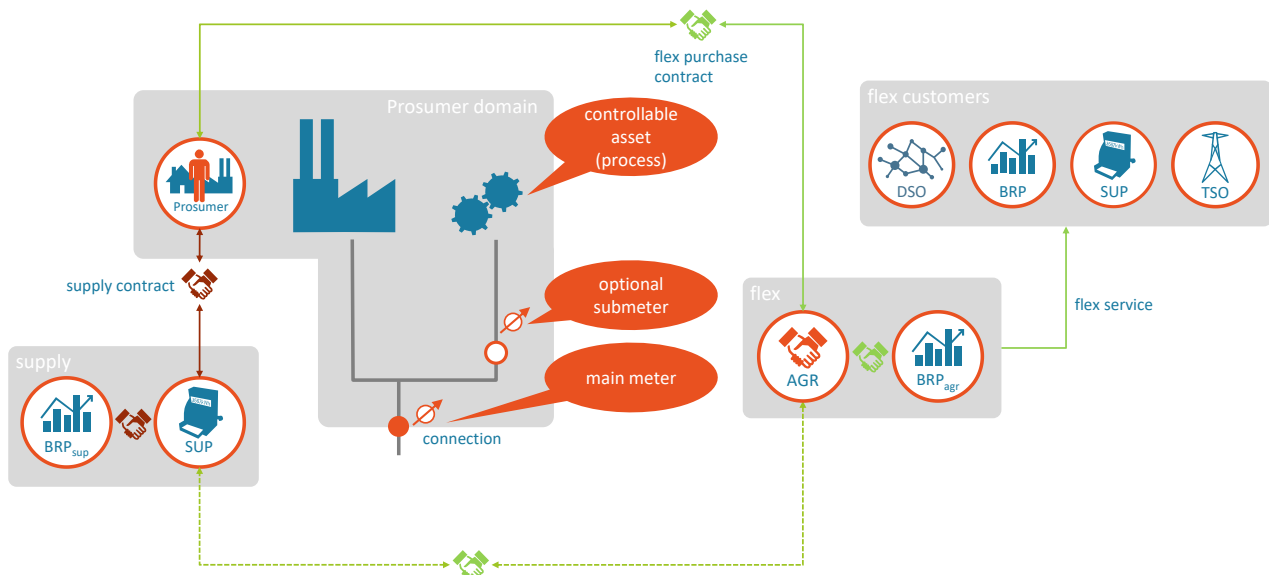 flex purchase
contract
Prosumer domain
controllable
asset
(process)
flex customers
DSO
BRP
SUP
TSO
Prosumer
supply contract
optional
submeter
flex
flex service
AGR
BRPagr
supply
main meter
BRPsup
SUP
connection